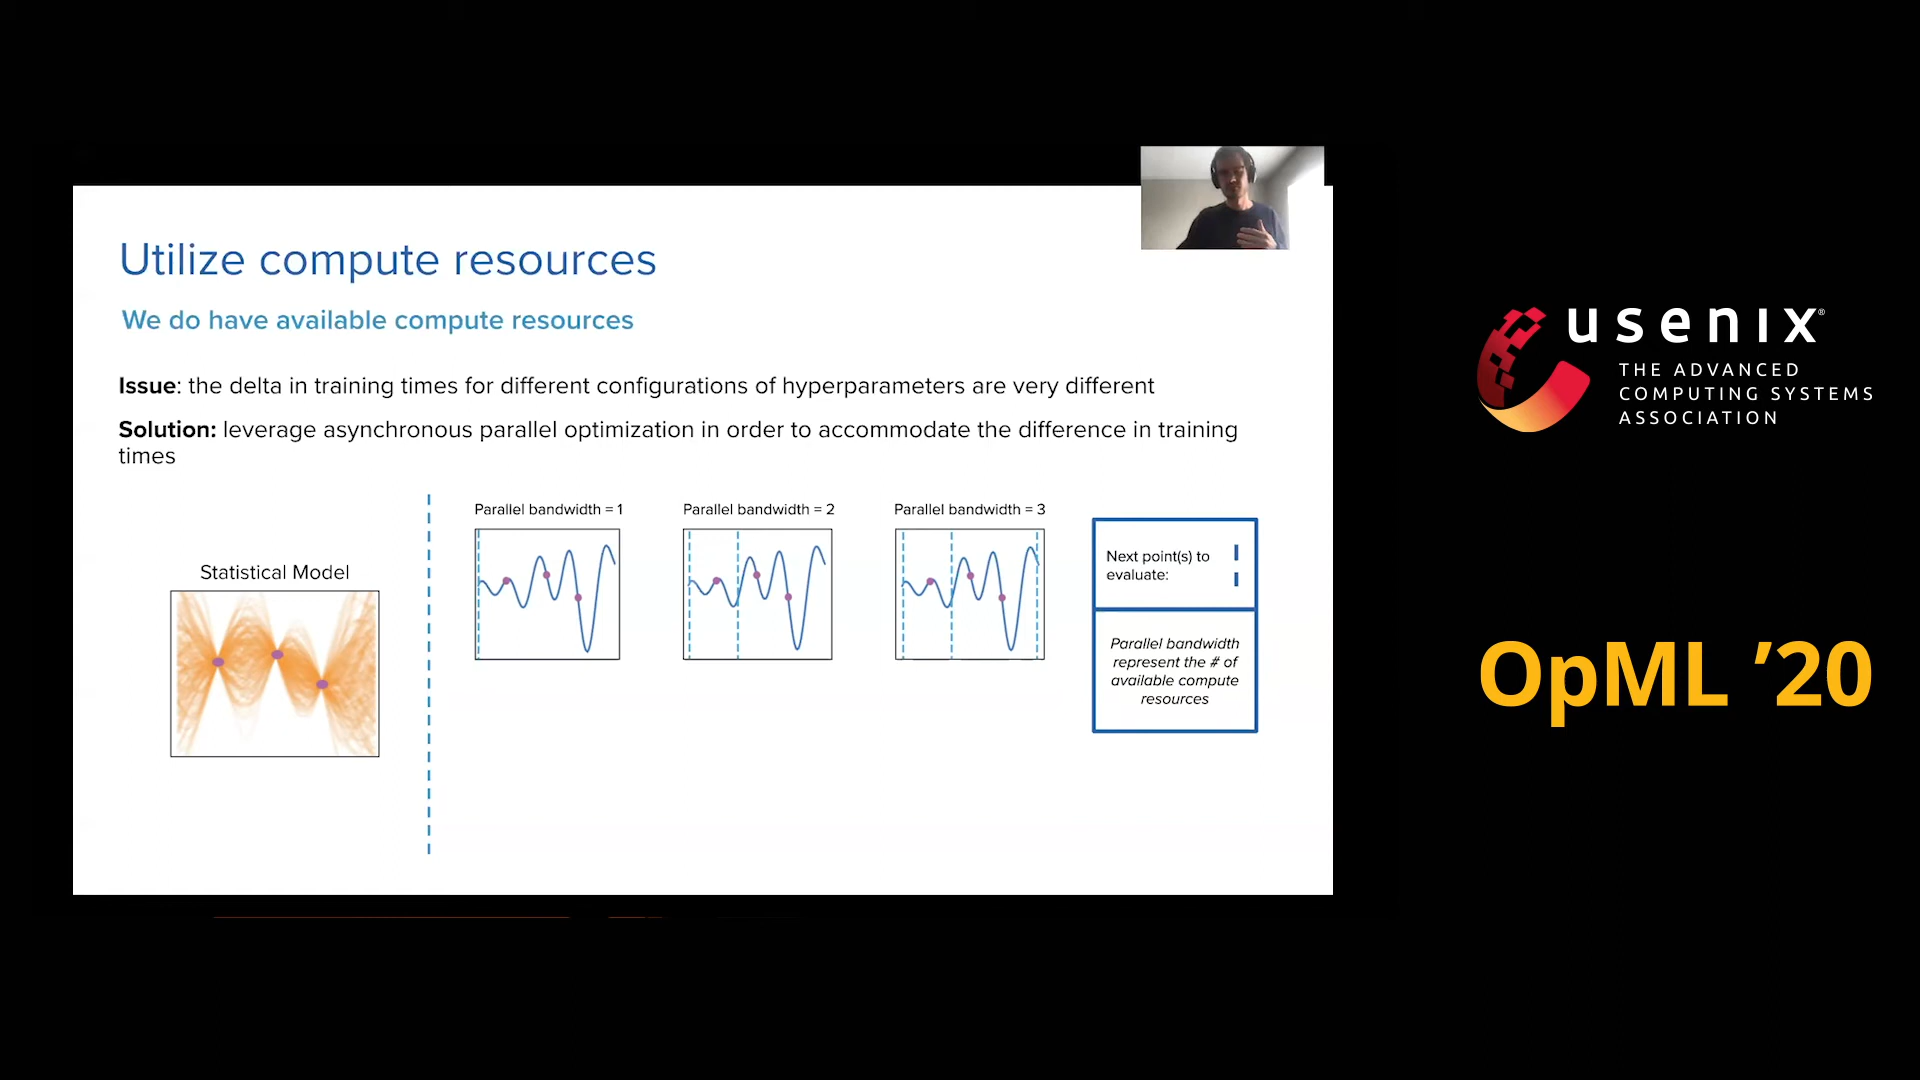 Utilize compute resources
We do have available compute resources
Issue: the delta in training times for different configurations of hyperparameters are very different
Solution: leverage asynchronous parallel optimization in order to accommodate the difference in training
times
Statistical Model
Parallel bandwidth = 1
Parallel bandwidth = 2
Parallel bandwidth = 3
Next point(s) to
evaluate:
Parallel bandwidth
represent the # of
available compute
resources
usenix®
THE ADVANCED
COMPUTING SYSTEMS
ASSOCIATION
OpML ’20